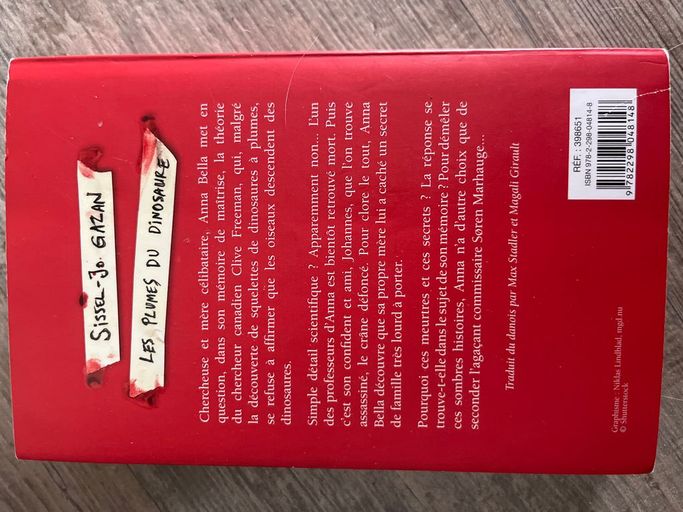 SISSEL-JO GAZAN
LES PLUMES DU DINOSAURE
Chercheuse et mère célibataire, Anna Bella met en
question, dans son mémoire de maîtrise, la théorie
du chercheur canadien Clive Freeman, qui, malgré
la découverte de squelettes de dinosaures à plumes,
se refuse à affirmer que les oiseaux descendent des
dinosaures.
Simple détail scientifique ? Apparemment non... L'un
des professeurs d'Anna est bientôt retrouvé mort. Puis
c'est son confident et ami, Johannes, que l'on trouve
assassiné, le crâne défoncé. Pour clore le tout, Anna
Bella découvre que sa propre mère lui a caché un secret
de famille très lourd à porter.
Pourquoi ces meurtres et ces secrets ? La réponse se
trouve-t-elle dans le sujet de son mémoire ? Pour démêler
ces sombres histoires, Anna n'a d'autre choix que de
seconder l'agaçant commissaire Søren Marhauge...
Traduit du danois par Max Stadler et Magali Girault
Graphisme : Niklas Lindblad, mgd.nu
© Shutterstock
RÉF. : 398651
ISBN 978-2-298-04814-8
9 782298 048148